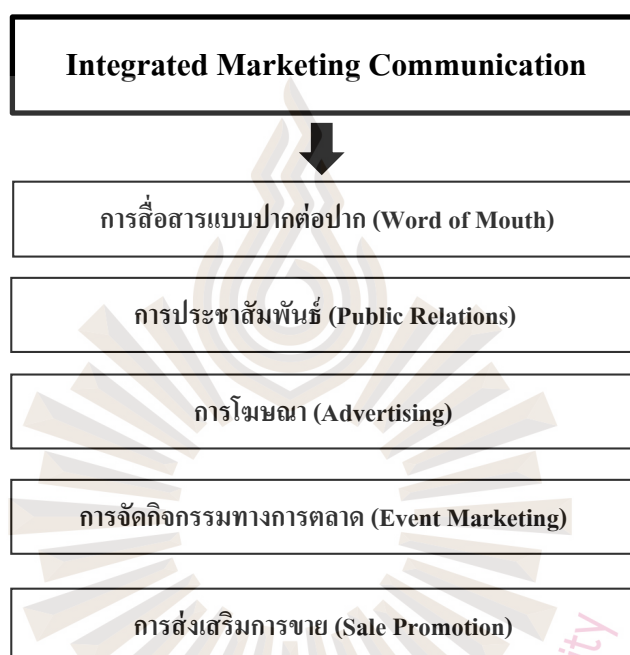 Integrated Marketing Communication
การสื่อสารแบบปากต่อปาก (Word of Mouth)
การประชาสัมพันธ์ (Public Relations)
การโฆษณา (Advertising)
การจัดกิจกรรมทางการตลาด (Event Marketing)
การส่งเสริมการขาย (Sale Promotion)